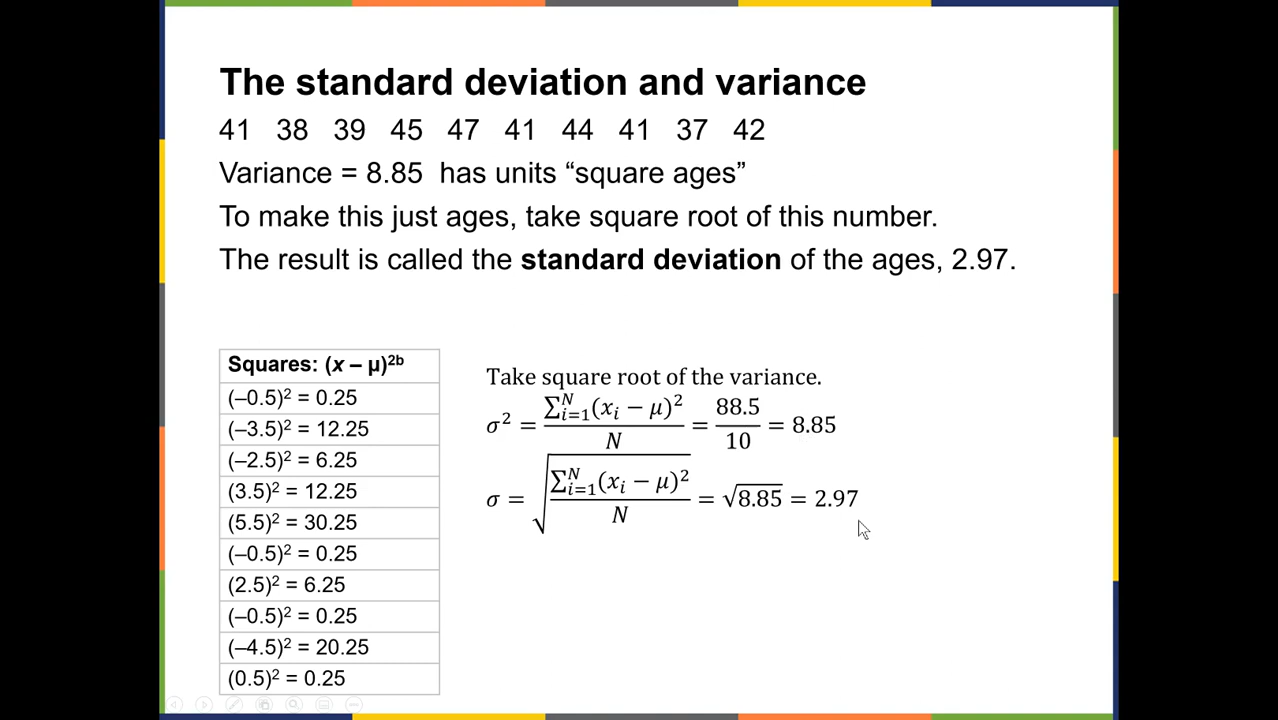 The standard deviation and variance
41 38 39 45 47 41 44 41 37 42
Variance = 8.85 has units “square ages”
To make this just ages, take square root of this number.
The result is called the standard deviation of the ages, 2.97.
Squares: (x – μ)²ᵇ
(–0.5)² = 0.25
(–3.5)² = 12.25
(–2.5)² = 6.25
(3.5)² = 12.25
(5.5)² = 30.25
(–0.5)² = 0.25
(2.5)² = 6.25
(–0.5)² = 0.25
(–4.5)² = 20.25
(0.5)² = 0.25
Take square root of the variance.
σ² = ∑ᵢ₌₁ᴺ(xᵢ − μ)² / N = 88.5 / 10 = 8.85
σ = √(∑ᵢ₌₁ᴺ(xᵢ − μ)² / N) = √8.85 = 2.97